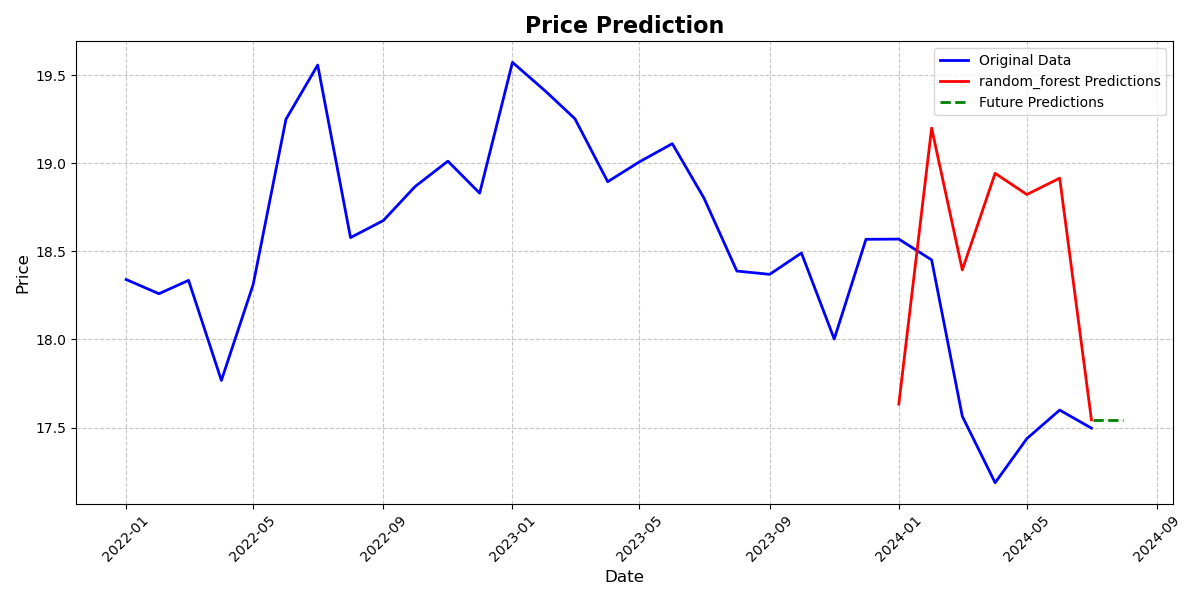 Price Prediction
Original Data
random_forest Predictions
Future Predictions
Price
19.5
19.0
18.5
18.0
17.5
2022-01
2022-05
2022-09
2023-01
2023-05
2023-09
2024-01
2024-05
2024-09
Date